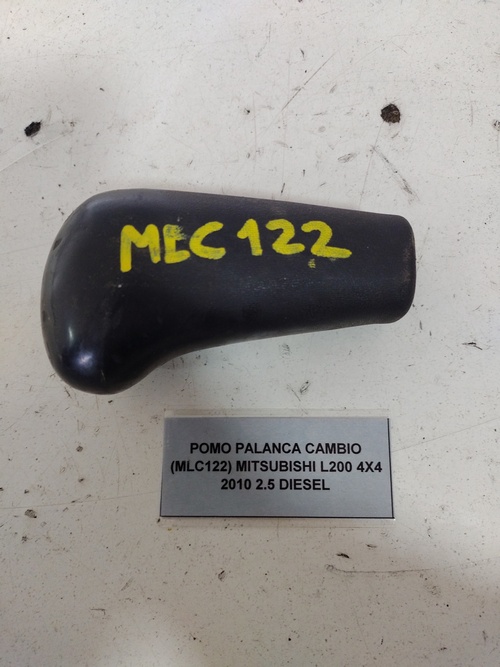 MLC 122
POMO PALANCA CAMBIO
(MLC122) MITSUBISHI L200 4X4
2010 2.5 DIESEL